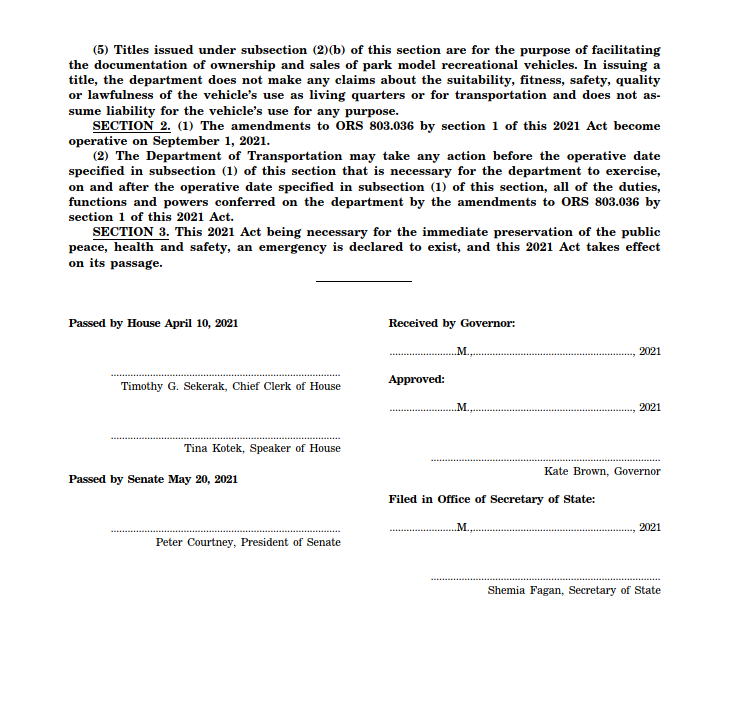 (5) Titles issued under subsection (2)(b) of this section are for the purpose of facilitating
the documentation of ownership and sales of park model recreational vehicles. In issuing a
title, the department does not make any claims about the suitability, fitness, safety, quality
or lawfulness of the vehicle's use as living quarters or for transportation and does not as-
sume liability for the vehicle's use for any purpose.
SECTION 2. (1) The amendments to ORS 803.036 by section 1 of this 2021 Act become
operative on September 1, 2021.
(2) The Department of Transportation may take any action before the operative date
specified in subsection (1) of this section that is necessary for the department to exercise,
on and after the operative date specified in subsection (1) of this section, all of the duties,
functions and powers conferred on the department by the amendments to ORS 803.036 by
section 1 of this 2021 Act.
SECTION 3. This 2021 Act being necessary for the immediate preservation of the public
peace, health and safety, an emergency is declared to exist, and this 2021 Act takes effect
on its passage.
Passed by House April 10, 2021
..................................................................................
Timothy G. Sekerak, Chief Clerk of House
..................................................................................
Tina Kotek, Speaker of House
Passed by Senate May 20, 2021
..................................................................................
Peter Courtney, President of Senate
Received by Governor:
........................M.,........................................................., 2021
Approved:
........................M.,........................................................., 2021
..................................................................................
Kate Brown, Governor
Filed in Office of Secretary of State:
........................M.,........................................................., 2021
..................................................................................
Shemia Fagan, Secretary of State